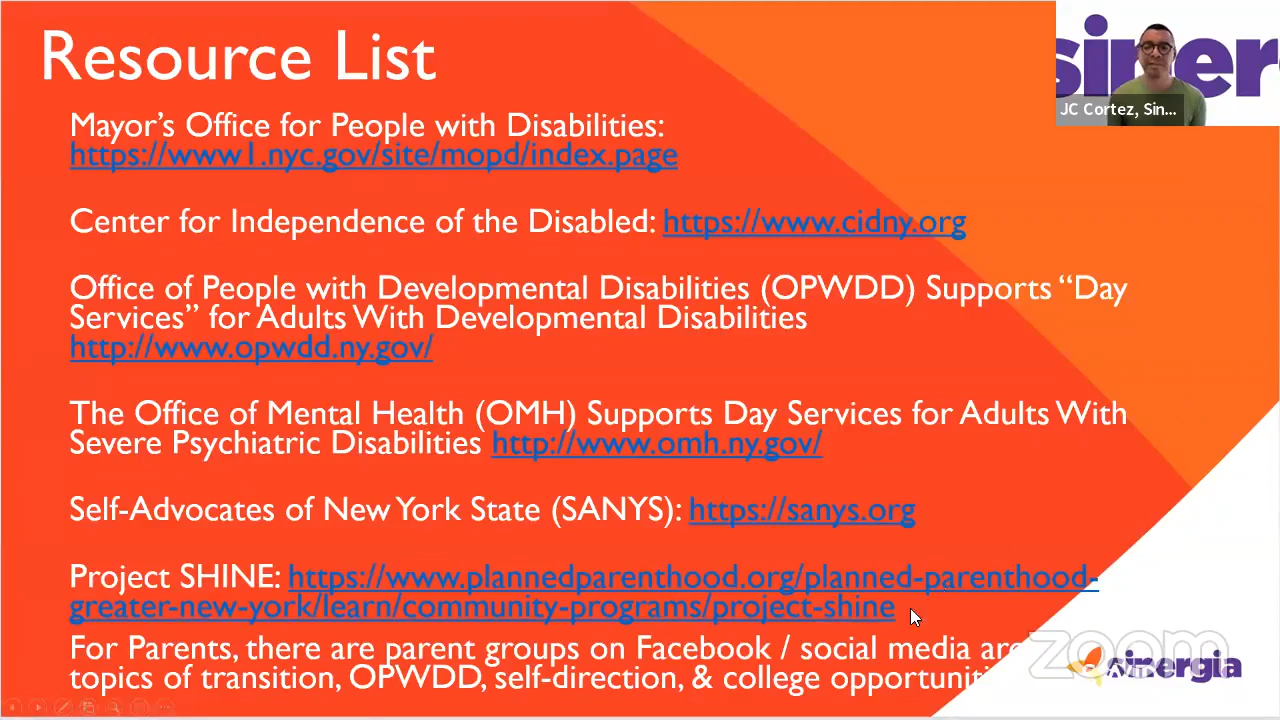 Resource List
sinerg
JC Cortez, Sin...
Mayor’s Office for People with Disabilities:
https://www1.nyc.gov/site/mopd/index.page
Center for Independence of the Disabled: https://www.cidny.org
Office of People with Developmental Disabilities (OPWDD) Supports “Day
Services” for Adults With Developmental Disabilities
http://www.opwdd.ny.gov/
The Office of Mental Health (OMH) Supports Day Services for Adults With
Severe Psychiatric Disabilities http://www.omh.ny.gov/
Self-Advocates of New York State (SANYS): https://sanys.org
Project SHINE: https://www.plannedparenthood.org/planned-parenthood-
greater-new-york/learn/community-programs/project-shine
For Parents, there are parent groups on Facebook / social media
topics of transition, OPWDD, self-direction, & college
zoom
sinergia